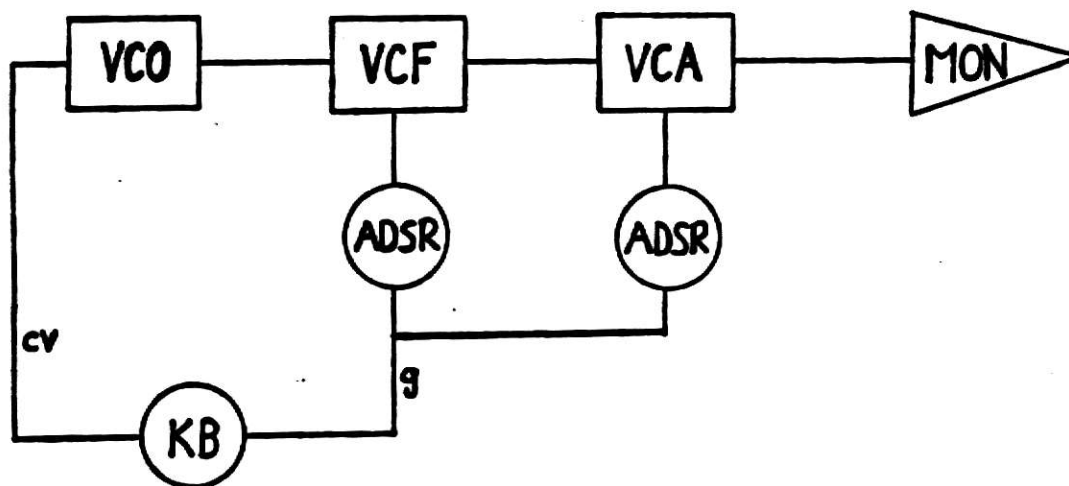 VCO
VCF
VCA
MON
ADSR
ADSR
cv
g
KB